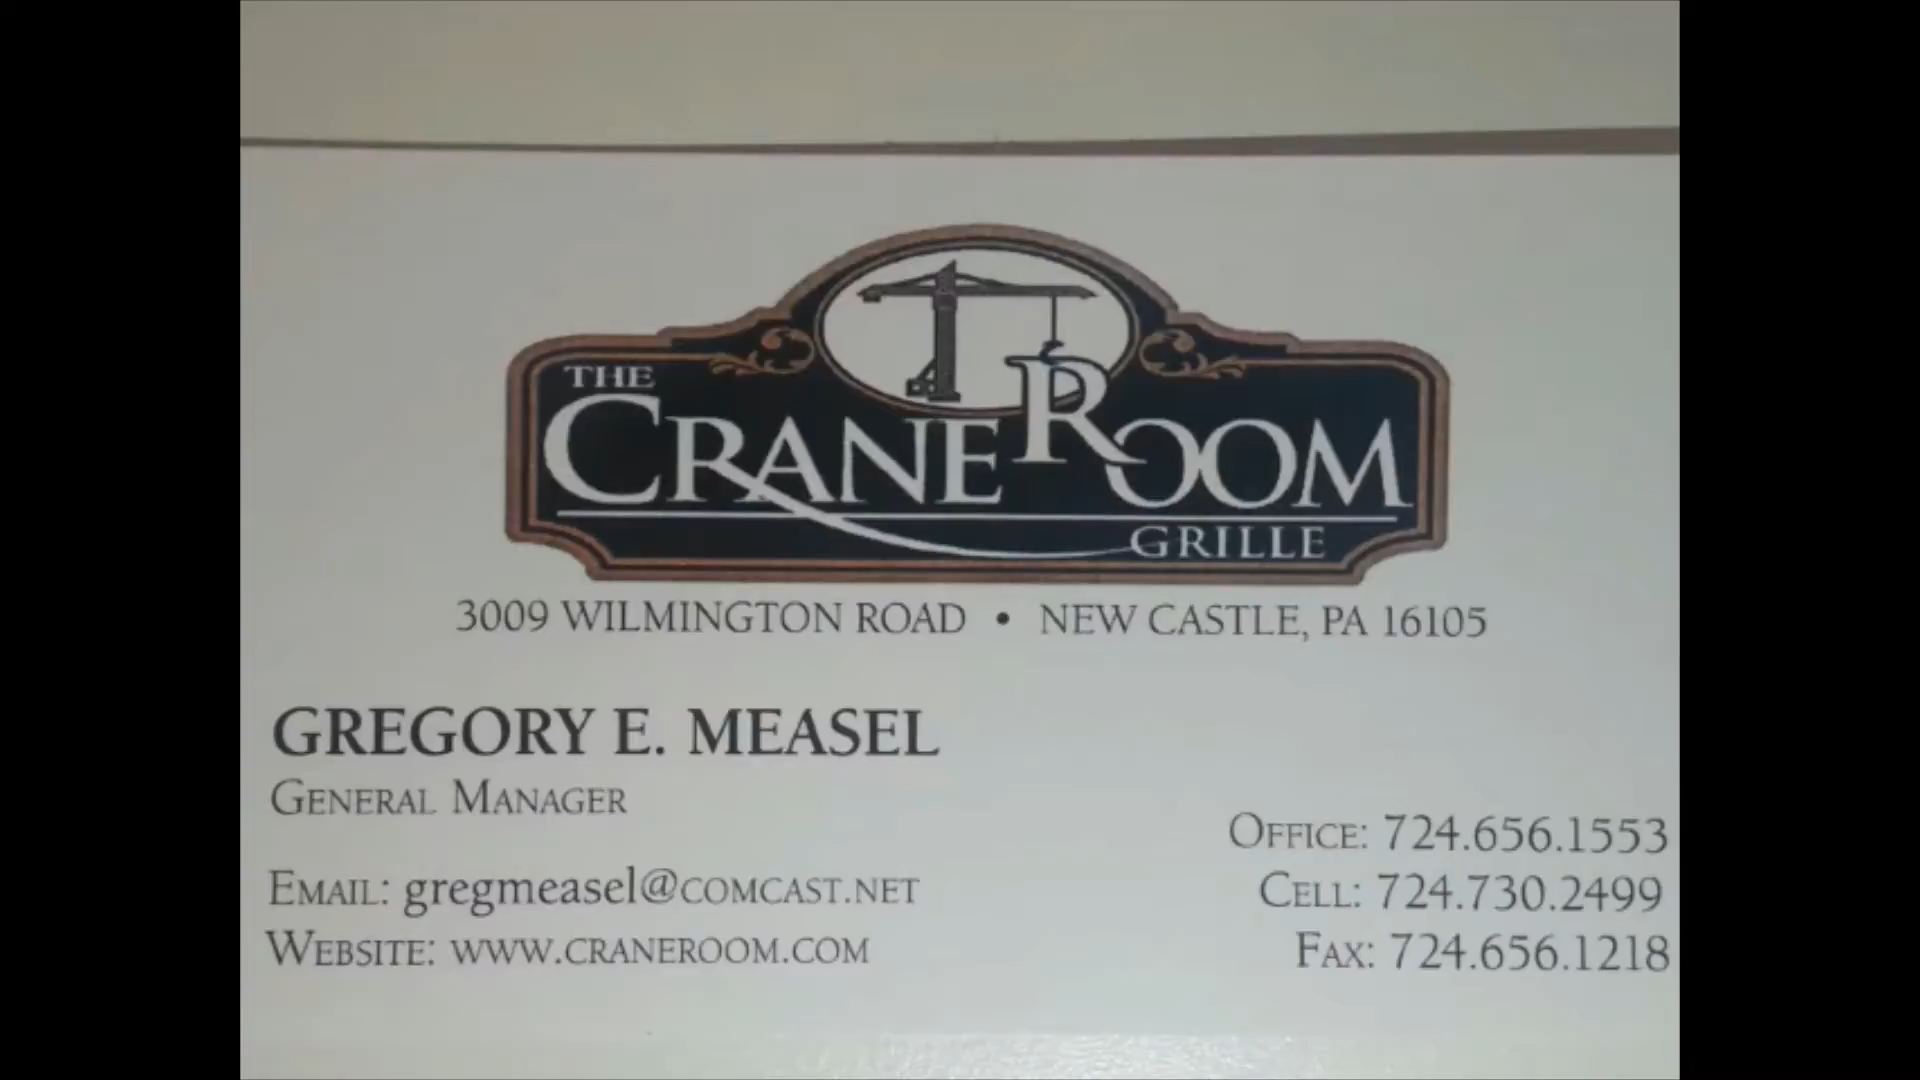 THE
CRANE ROOM
GRILLE
3009 WILMINGTON ROAD • NEW CASTLE, PA 16105
GREGORY E. MEASEL
GENERAL MANAGER
OFFICE: 724.656.1553
EMAIL: gregmeasel@COMCAST.NET
CELL: 724.730.2499
WEBSITE: WWW.CRANEROOM.COM
FAX: 724.656.1218